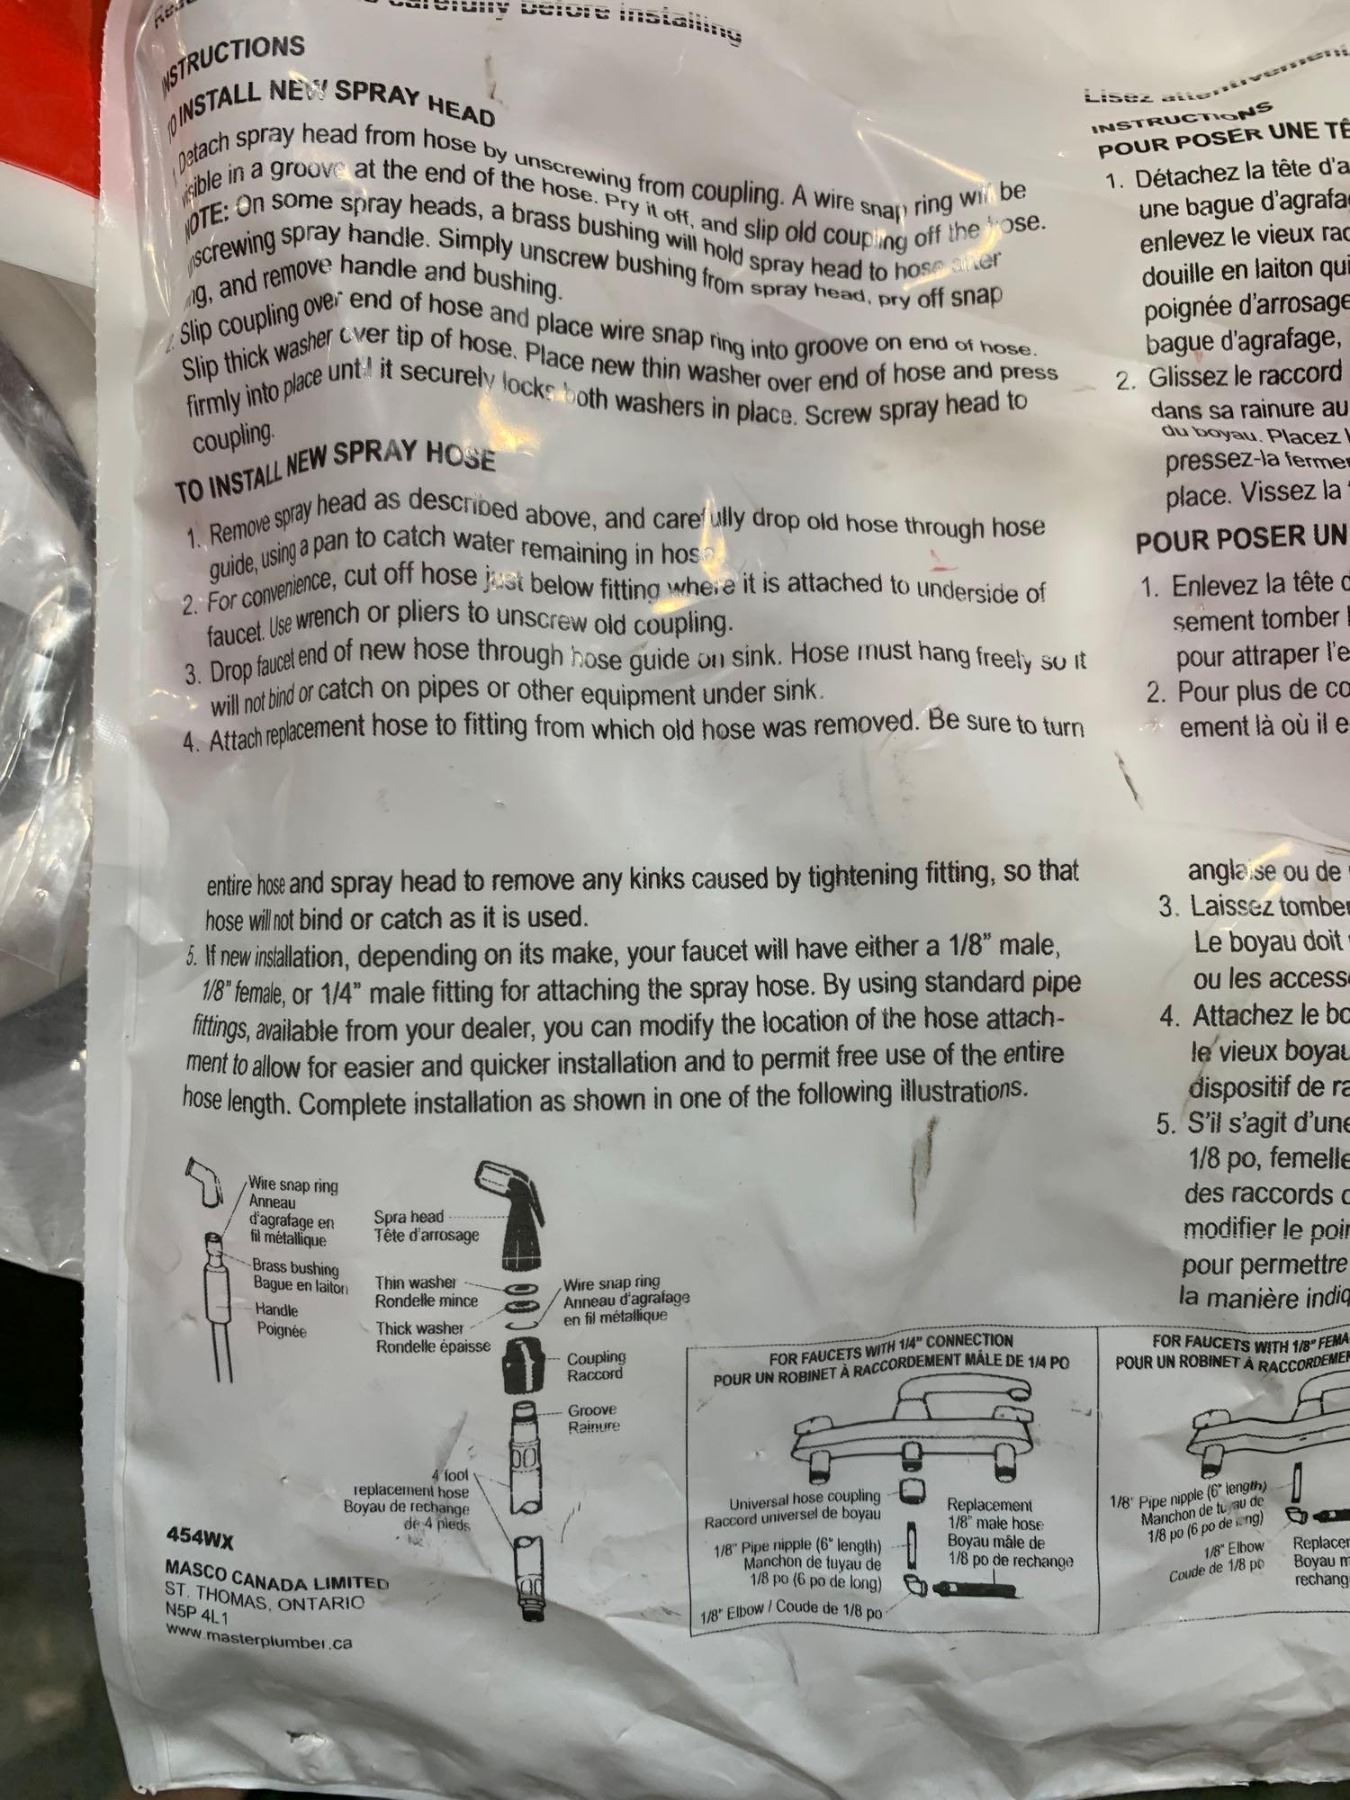 carefully before installing
INSTRUCTIONS
TO INSTALL NEW SPRAY HEAD
1. Detach spray head from hose by unscrewing from coupling. A wire snap ring will be
visible in a groove at the end of the hose. Pry it off, and slip old coupling off the hose.
NOTE: On some spray heads, a brass bushing will hold spray head to hose after
unscrewing spray handle. Simply unscrew bushing from spray head, pry off snap
ring, and remove handle and bushing.
2. Slip coupling over end of hose and place wire snap ring into groove on end of hose.
Slip thick washer over tip of hose. Place new thin washer over end of hose and press
firmly into place until it securely locks both washers in place. Screw spray head to
coupling.
TO INSTALL NEW SPRAY HOSE
1. Remove spray head as described above, and carefully drop old hose through hose
guide, using a pan to catch water remaining in hose.
2. For convenience, cut off hose just below fitting where it is attached to underside of
faucet. Use wrench or pliers to unscrew old coupling.
3. Drop faucet end of new hose through hose guide on sink. Hose must hang freely so it
will not bind or catch on pipes or other equipment under sink.
4. Attach replacement hose to fitting from which old hose was removed. Be sure to turn
entire hose and spray head to remove any kinks caused by tightening fitting, so that
hose will not bind or catch as it is used.
5. If new installation, depending on its make, your faucet will have either a 1/8” male,
1/8” female, or 1/4” male fitting for attaching the spray hose. By using standard pipe
fittings, available from your dealer, you can modify the location of the hose attach-
ment to allow for easier and quicker installation and to permit free use of the entire
hose length. Complete installation as shown in one of the following illustrations.
Wire snap ring
Anneau
d'agrafage en
fil métallique
Brass bushing
Bague en laiton
Handle
Poignée
Spra head
Tête d'arrosage
Thin washer
Rondelle mince
Thick washer
Rondelle épaisse
Wire snap ring
Anneau d'agrafage
en fil métallique
Coupling
Raccord
Groove
Rainure
4 foot
replacement hose
Boyau de rechange
de 4 pieds
454WX
MASCO CANADA LIMITED
ST. THOMAS, ONTARIO
N5P 4L1
www.masterplumber.ca
FOR FAUCETS WITH 1/4" CONNECTION
POUR UN ROBINET À RACCORDEMENT MÂLE DE 1/4 PO
Universal hose coupling
Raccord universel de boyau
1/8" Pipe nipple (6" length)
Manchon de tuyau de
1/8 po (6 po de long)
1/8" Elbow / Coude de 1/8 po
Replacement
1/8" male hose
Boyau mâle de
1/8 po de rechange
Lisez attentivement
INSTRUCTIONS
POUR POSER UNE TÊ
1. Détachez la tête d'a
une bague d'agrafa
enlevez le vieux rac
douille en laiton qui
poignée d'arrosage
bague d'agrafage,
2. Glissez le raccord
dans sa rainure au
du boyau. Placez
pressez-la fermer
place. Vissez la
POUR POSER UN
1. Enlevez la tête
sement tomber
pour attraper l'e
2. Pour plus de co
ement là où il e
anglaise ou de
3. Laissez tomber
Le boyau doit
ou les access
4. Attachez le bo
le vieux boyau
dispositif de ra
5. S'il s'agit d'une
1/8 po, femelle
des raccords
modifier le poin
pour permettre
la manière indiq
FOR FAUCETS WITH 1/8" FEMA
POUR UN ROBINET À RACCORDEMEN
1/8" Pipe nipple (6" length)
Manchon de tuyau de
1/8 po (6 po de long)
1/8" Elbow
Coude de 1/8 po
Replacem
Boyau m
rechang